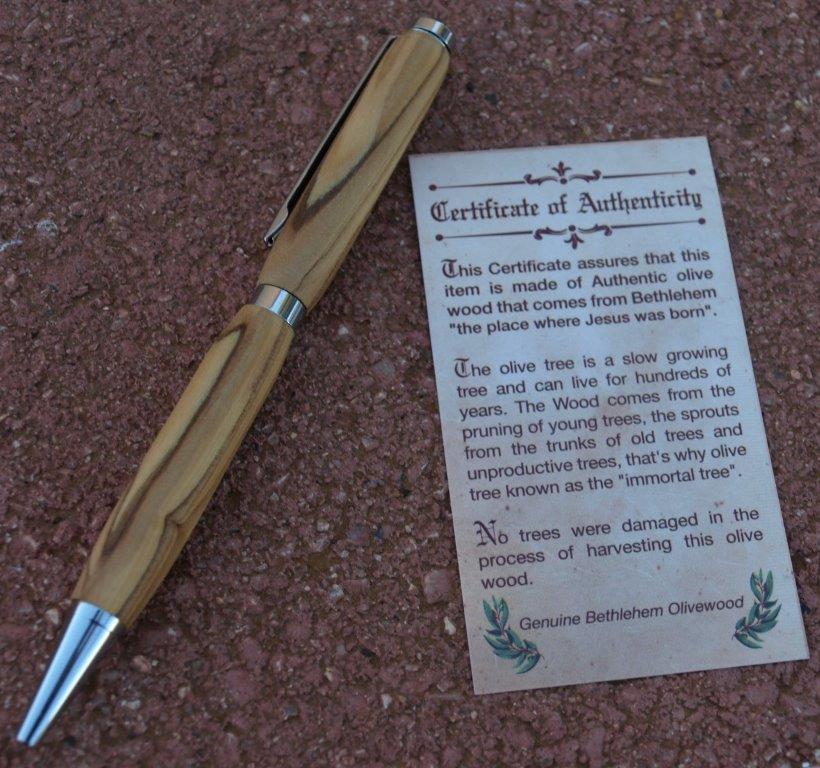 Certificate of Authenticity
This Certificate assures that this
item is made of Authentic olive
wood that comes from Bethlehem
"the place where Jesus was born".
The olive tree is a slow growing
tree and can live for hundreds of
years. The Wood comes from the
pruning of young trees, the sprouts
from the trunks of old trees and
unproductive trees, that's why olive
tree known as the "immortal tree".
No trees were damaged in the
process of harvesting this olive
wood.
Genuine Bethlehem Olivewood